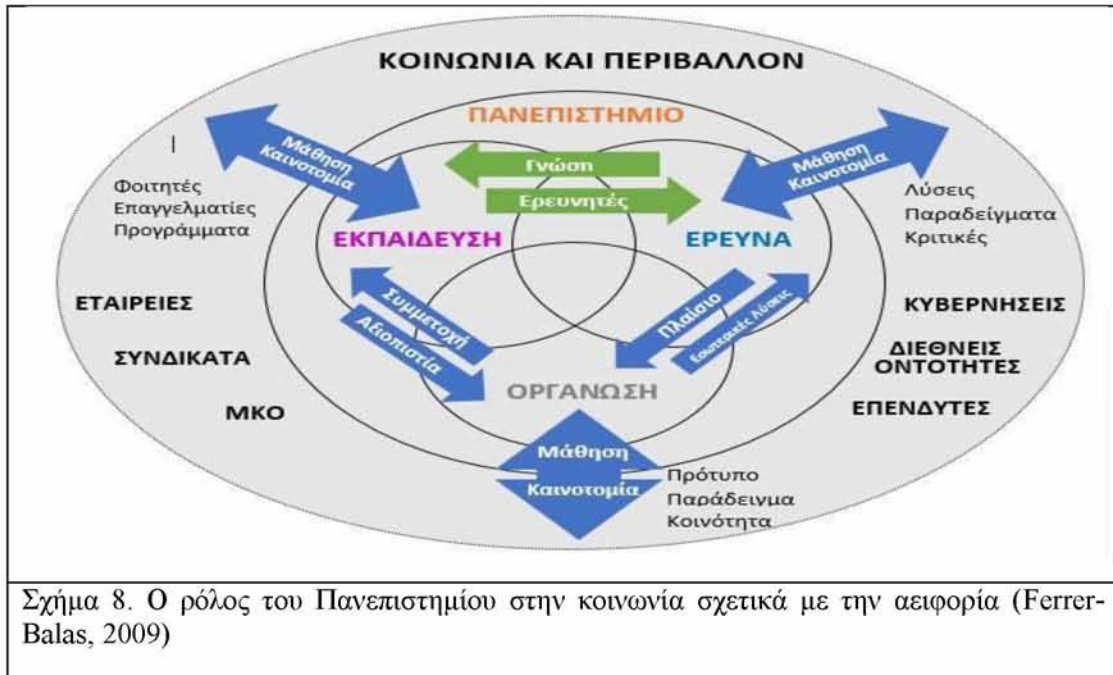 ΚΟΙΝΩΝΙΑ ΚΑΙ ΠΕΡΙΒΑΛΛΟΝ
ΠΑΝΕΠΙΣΤΗΜΙΟ
Μάθηση
Καινοτομία
Γνώση
Ερευνητές
Μάθηση
Καινοτομία
Φοιτητές
Επαγγελματίες
Προγράμματα
Λύσεις
Παραδείγματα
Κριτικές
ΕΚΠΑΙΔΕΥΣΗ
ΕΡΕΥΝΑ
Συμμετοχή
Αξιοπιστία
Πλαίσιο
Εσωτερικές Λύσεις
ΕΤΑΙΡΕΙΕΣ
ΣΥΝΔΙΚΑΤΑ
ΜΚΟ
ΚΥΒΕΡΝΗΣΕΙΣ
ΔΙΕΘΝΕΙΣ
ΟΝΤΟΤΗΤΕΣ
ΕΠΕΝΔΥΤΕΣ
ΟΡΓΑΝΩΣΗ
Μάθηση
Καινοτομία
Πρότυπο
Παράδειγμα
Κοινότητα
Σχήμα 8. Ο ρόλος του Πανεπιστημίου στην κοινωνία σχετικά με την αειφορία (Ferrer-
Balas, 2009)